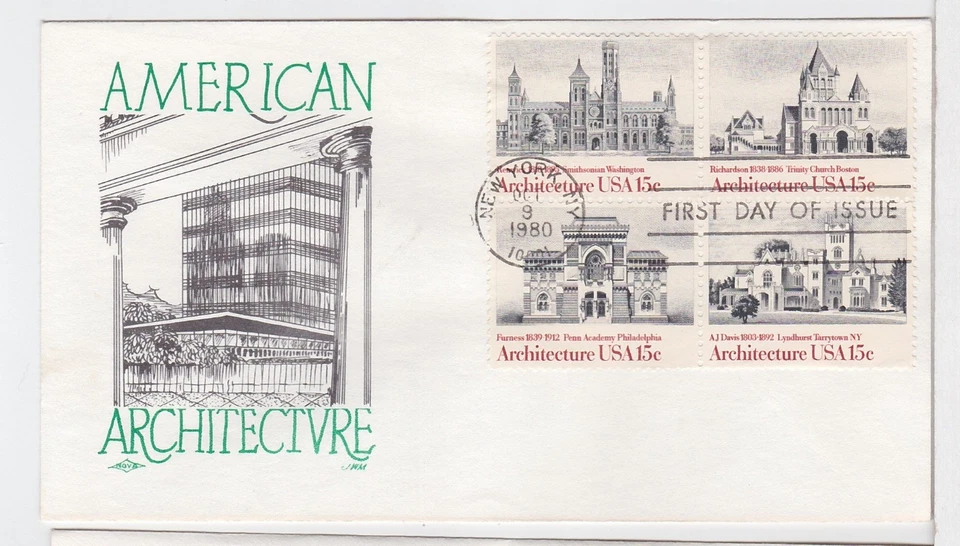 AMERICAN
ARCHITECTVRE
NOVA
JWM
Smithsonian Washington
Architecture USA 15c
Richardson 1838-1886 Trinity Church Boston
Architecture USA 15c
NEW YORK, NY
OCT
9
1980
FIRST DAY OF ISSUE
Furness 1839-1912 Penn Academy Philadelphia
Architecture USA 15c
AJ Davis 1803-1892 Lyndhurst Tarrytown NY
Architecture USA 15c